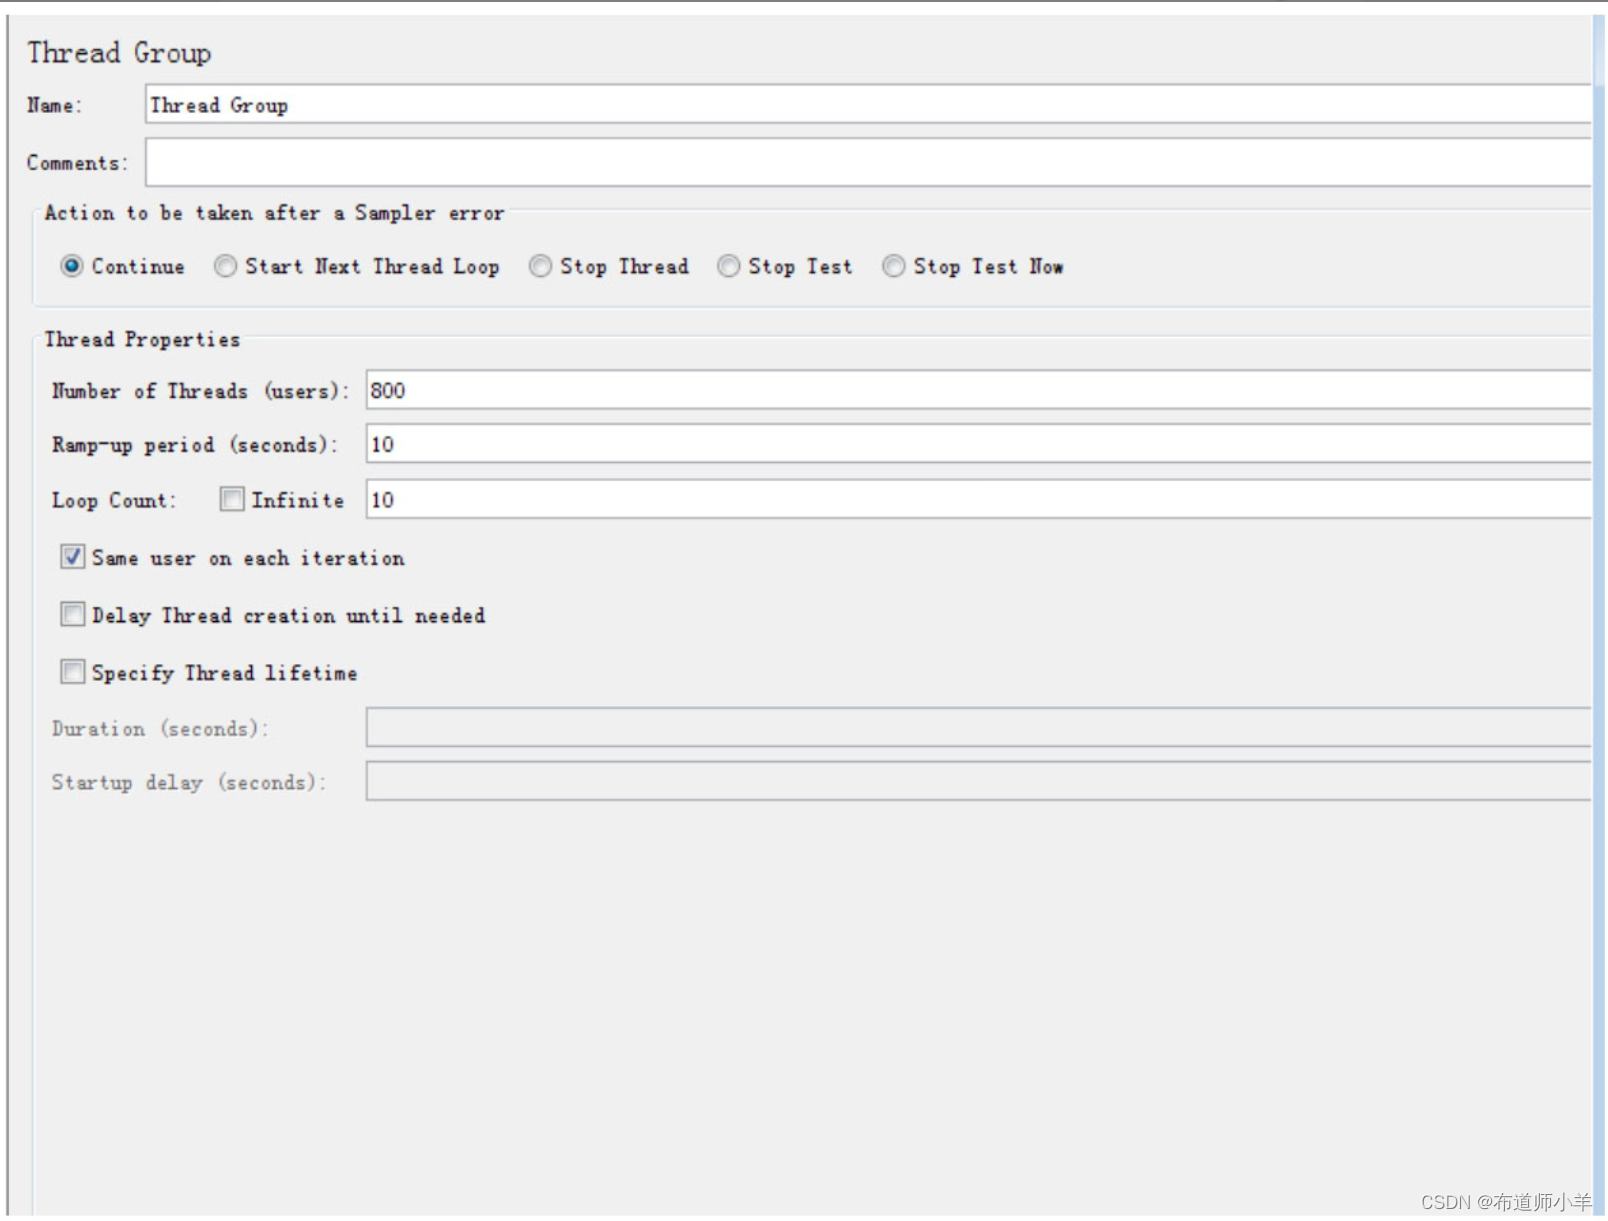 Thread Group
Name: Thread Group
Comments:
Action to be taken after a Sampler error
Continue Start Next Thread Loop Stop Thread Stop Test Stop Test Now
Thread Properties
Number of Threads (users): 800
Ramp-up period (seconds): 10
Loop Count: Infinite 10
Same user on each iteration
Delay Thread creation until needed
Specify Thread lifetime
Duration (seconds):
Startup delay (seconds):
CSDN @布道师小羊